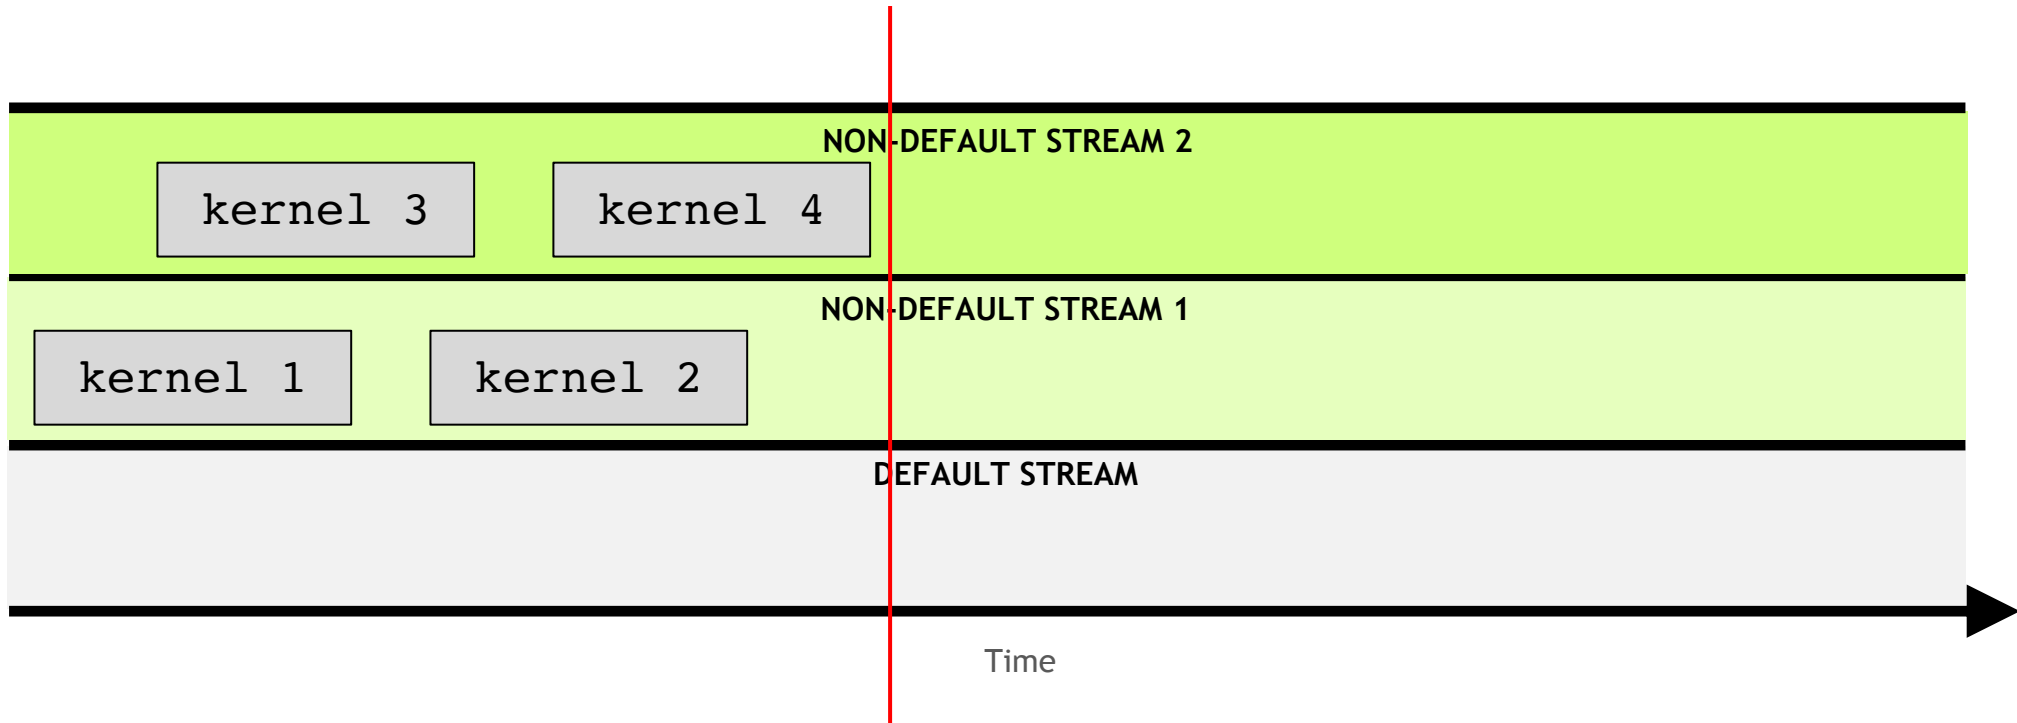 NON-DEFAULT STREAM 2
kernel 3
kernel 4
NON-DEFAULT STREAM 1
kernel 1
kernel 2
DEFAULT STREAM
Time